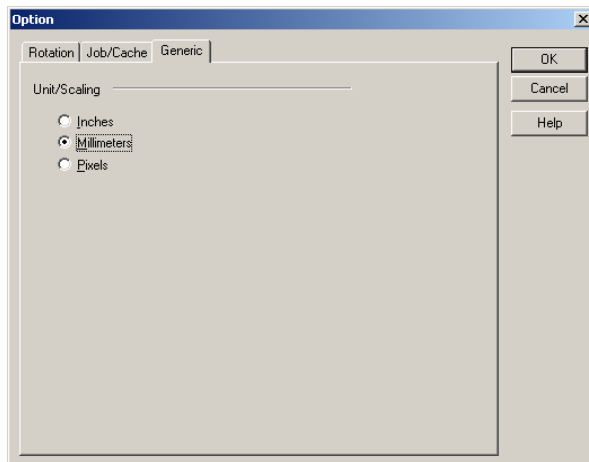 Option
Rotation Job/Cache Generic
OK
Unit/Scaling
Cancel
Inches
Help
Millimeters
Pixels